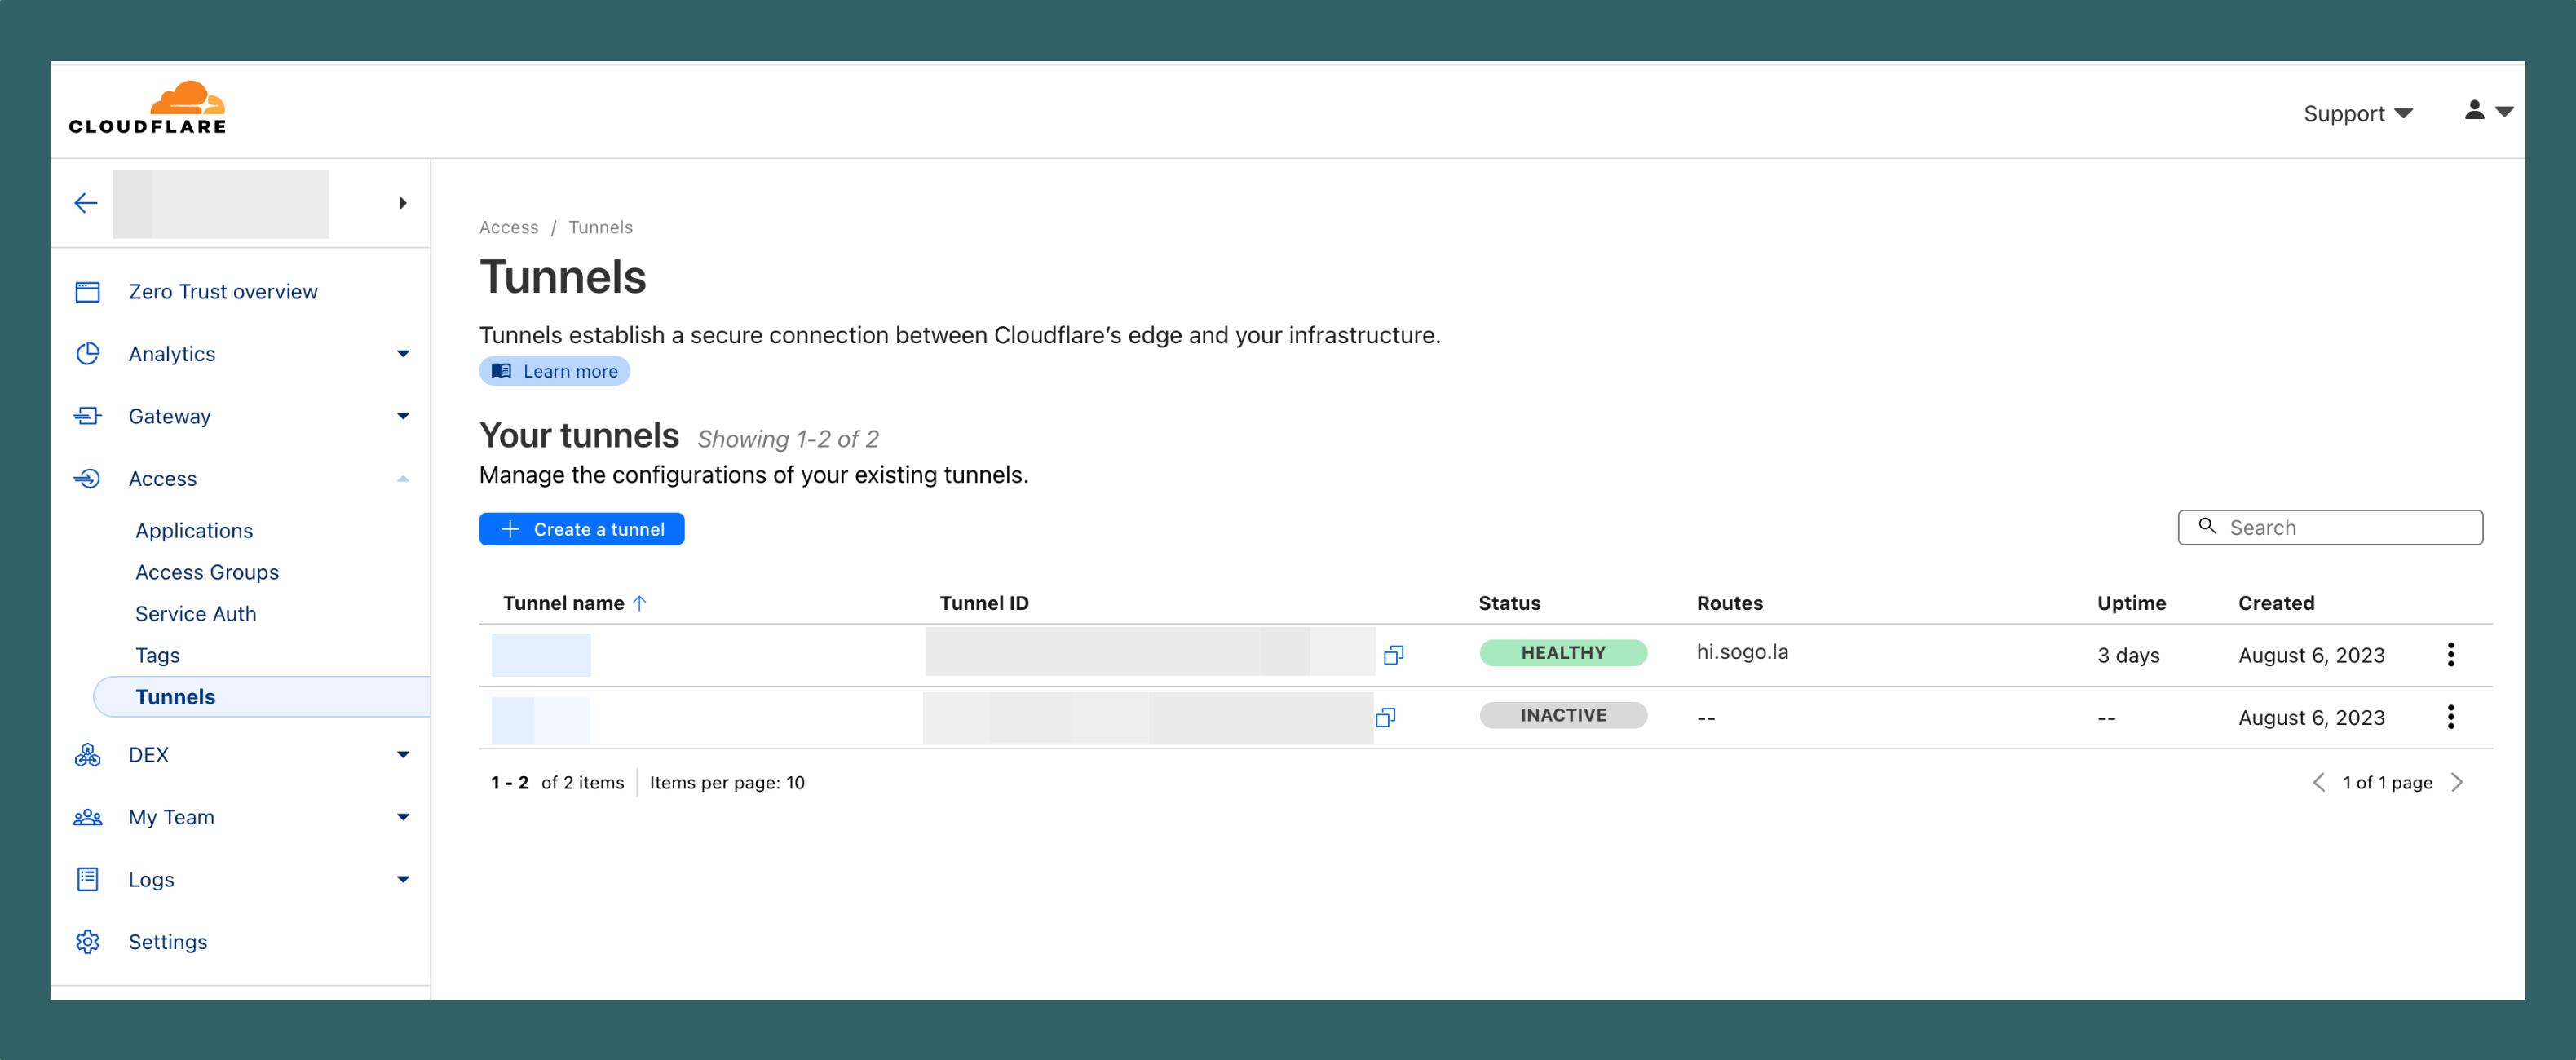 CLOUDFLARE
Support
Zero Trust overview
Analytics
Gateway
Access
Applications
Access Groups
Service Auth
Tags
Tunnels
DEX
My Team
Logs
Settings
Access / Tunnels
Tunnels
Tunnels establish a secure connection between Cloudflare’s edge and your infrastructure.
Learn more
Your tunnels Showing 1-2 of 2
Manage the configurations of your existing tunnels.
Create a tunnel
Search
Tunnel name Tunnel ID Status Routes Uptime Created
HEALTHY hi.sogo.la 3 days August 6, 2023
INACTIVE -- -- August 6, 2023
1 - 2 of 2 items Items per page: 10 1 of 1 page